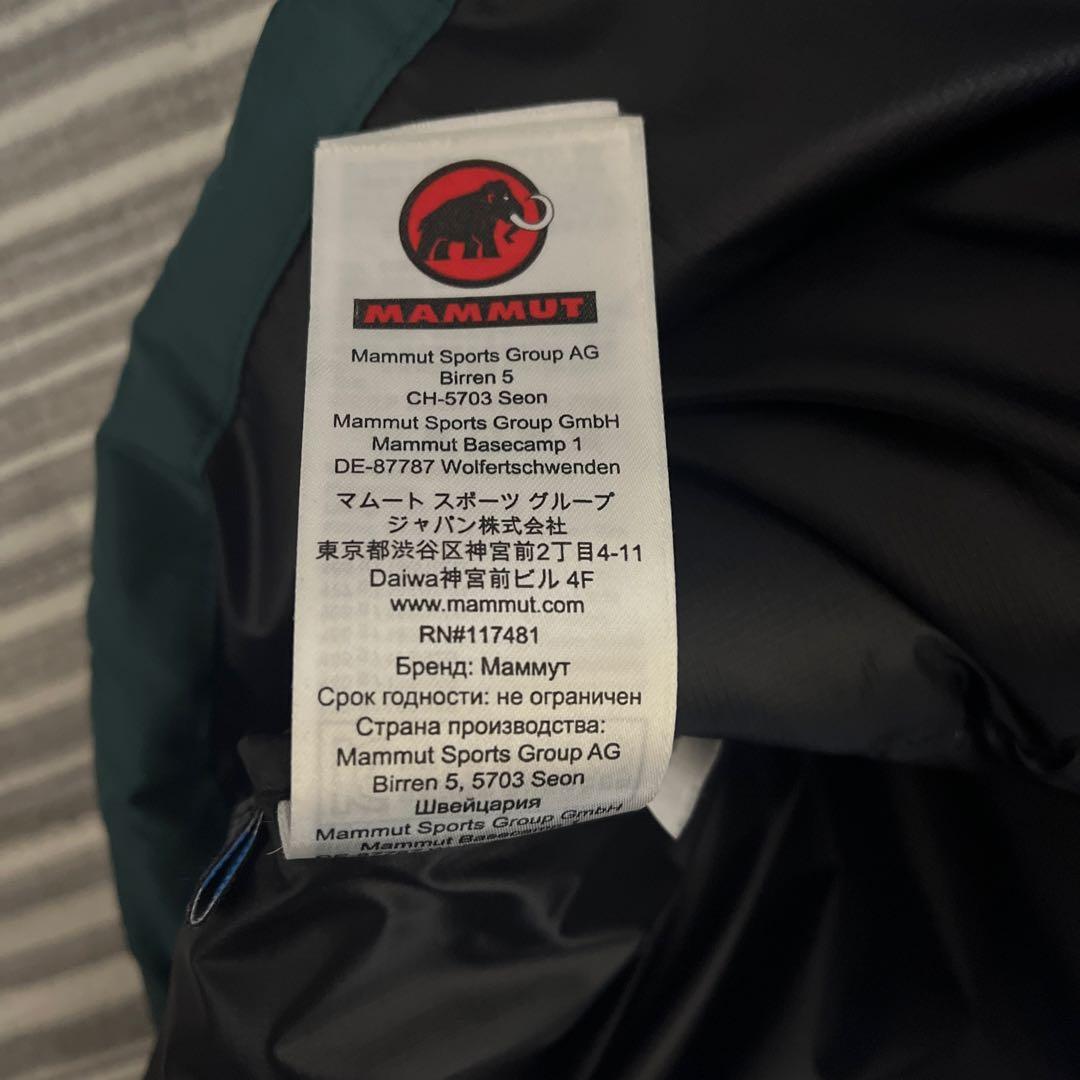 MAMMUT
Mammut Sports Group AG
Birren 5
CH-5703 Seon
Mammut Sports Group GmbH
Mammut Basecamp 1
DE-87787 Wolfertschwenden
マムート スポーツ グループ
ジャパン株式会社
東京都渋谷区神宮前2丁目4-11
Daiwa神宮前ビル 4F
www.mammut.com
RN#117481
Бренд: Маммут
Срок годности: не ограничен
Страна производства:
Mammut Sports Group AG
Birren 5, 5703 Seon
Швейцария
Mammut Sports Group GmbH
Mammut Basecamp